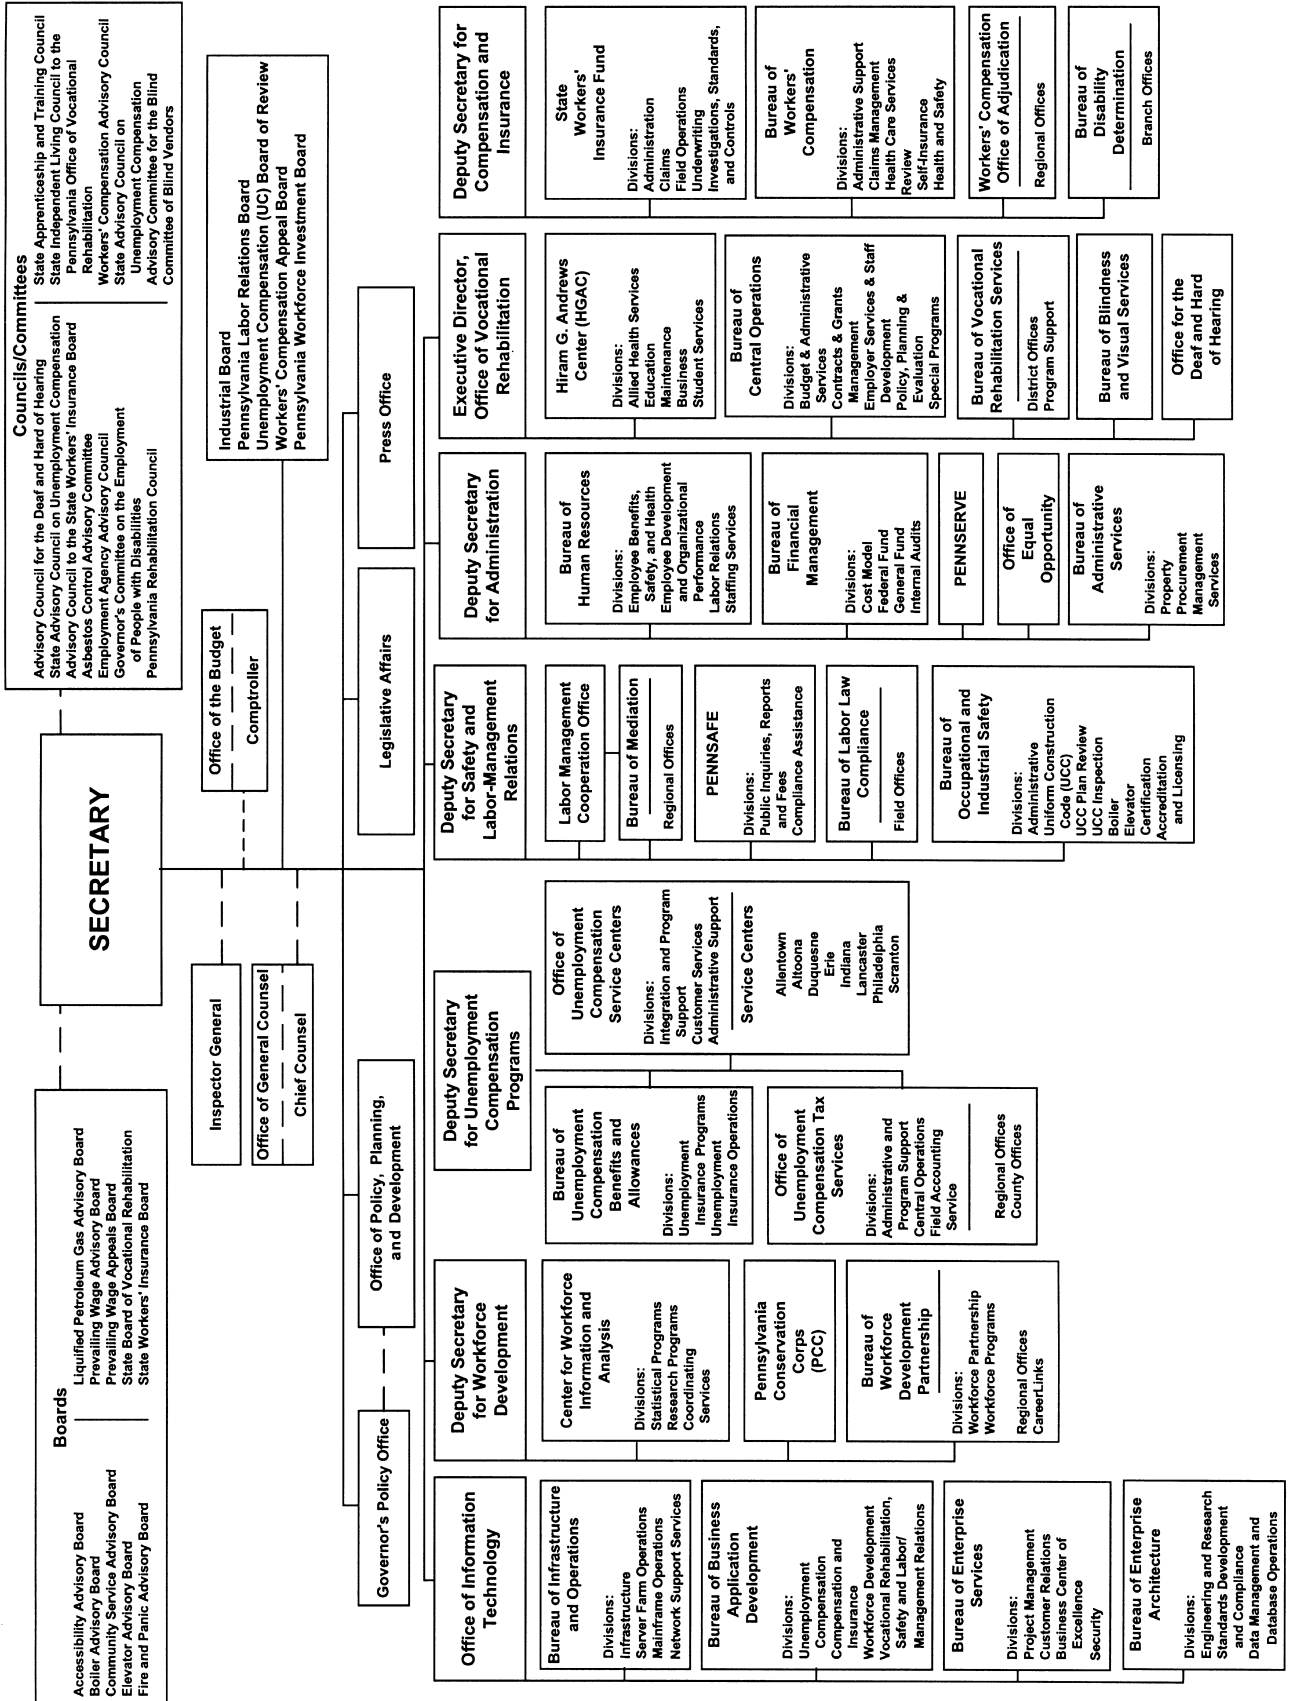 Boards
Accessibility Advisory Board
Boiler Advisory Board
Community Service Advisory Board
Elevator Advisory Board
Fire and Panic Advisory Board
Liquified Petroleum Gas Advisory Board
Prevailing Wage Advisory Board
Prevailing Wage Appeals Board
State Board of Vocational Rehabilitation
State Workers' Insurance Board
SECRETARY
Councils/Committees
Advisory Council for the Deaf and Hard of Hearing
State Advisory Council on Unemployment Compensation
Advisory Council to the State Workers' Insurance Board
Asbestos Control Advisory Committee
Employment Agency Advisory Council
Governor's Committee on the Employment
of People with Disabilities
Pennsylvania Rehabilitation Council
State Apprenticeship and Training Council
State Independent Living Council to the
Pennsylvania Office of Vocational
Rehabilitation
Workers' Compensation Advisory Council
State Advisory Council on
Unemployment Compensation
Advisory Committee for the Blind
Committee of Blind Vendors
Inspector General
Office of General Counsel
Chief Counsel
Office of the Budget
Comptroller
Industrial Board
Pennsylvania Labor Relations Board
Unemployment Compensation (UC) Board of Review
Workers' Compensation Appeal Board
Pennsylvania Workforce Investment Board
Governor's Policy Office
Office of Policy, Planning,
and Development
Legislative Affairs
Press Office
Office of Information
Technology
Bureau of Infrastructure
and Operations
Divisions:
Infrastructure
Server Farm Operations
Mainframe Operations
Network Support Services
Bureau of Business
Application
Development
Divisions:
Unemployment
Compensation
Compensation and
Insurance
Workforce Development
Vocational Rehabilitation,
Safety and Labor/
Management Relations
Bureau of Enterprise
Services
Divisions:
Project Management
Customer Relations
Business Center of
Excellence
Security
Bureau of Enterprise
Architecture
Divisions:
Engineering and Research
Standards Development
and Compliance
Data Management and
Database Operations
Deputy Secretary
for Workforce
Development
Center for Workforce
Information and
Analysis
Divisions:
Statistical Programs
Research Programs
Coordinating
Services
Pennsylvania
Conservation
Corps
(PCC)
Bureau of
Workforce
Development
Partnership
Divisions:
Workforce Partnership
Workforce Programs
Regional Offices
CareerLinks
Deputy Secretary
for Unemployment
Compensation
Programs
Bureau of
Unemployment
Compensation
Benefits and
Allowances
Divisions:
Unemployment
Insurance Programs
Unemployment
Insurance Operations
Office of
Unemployment
Compensation Tax
Services
Divisions:
Administrative and
Program Support
Central Operations
Field Accounting
Service
Regional Offices
County Offices
Office of
Unemployment
Compensation
Service Centers
Divisions:
Integration and Program
Support
Customer Services
Administrative Support
Service Centers
Allentown
Altoona
Duquesne
Erie
Indiana
Lancaster
Philadelphia
Scranton
Deputy Secretary
for Safety and
Labor-Management
Relations
Labor Management
Cooperation Office
Bureau of Mediation
Regional Offices
PENNSAFE
Divisions:
Public Inquiries, Reports
and Fees
Compliance Assistance
Bureau of Labor Law
Compliance
Field Offices
Bureau of
Occupational and
Industrial Safety
Divisions:
Administrative
Uniform Construction
Code (UCC)
UCC Plan Review
UCC Inspection
Boiler
Elevator
Certification
Accreditation
and Licensing
Deputy Secretary
for Administration
Bureau of
Human Resources
Divisions:
Employee Benefits,
Safety, and Health
Employee Development
and Organizational
Performance
Labor Relations
Staffing Services
Bureau of
Financial
Management
Divisions:
Cost Model
Federal Fund
General Fund
Internal Audits
PENNSERVE
Office of
Equal
Opportunity
Bureau of
Administrative
Services
Divisions:
Property
Procurement
Management
Services
Executive Director,
Office of Vocational
Rehabilitation
Hiram G. Andrews
Center (HGAC)
Divisions:
Allied Health Services
Education
Maintenance
Business
Student Services
Bureau of
Central Operations
Divisions:
Budget & Administrative
Services
Contracts & Grants
Management
Employer Services & Staff
Development
Policy, Planning &
Evaluation
Special Programs
Bureau of Vocational
Rehabilitation Services
District Offices
Program Support
Bureau of Blindness
and Visual Services
Office for the
Deaf and Hard
of Hearing
Deputy Secretary for
Compensation and
Insurance
State
Workers'
Insurance Fund
Divisions:
Administration
Claims
Field Operations
Underwriting
Investigations, Standards,
and Controls
Bureau of
Workers'
Compensation
Divisions:
Administrative Support
Claims Management
Health Care Services
Review
Self-Insurance
Health and Safety
Workers' Compensation
Office of Adjudication
Regional Offices
Bureau of
Disability
Determination
Branch Offices